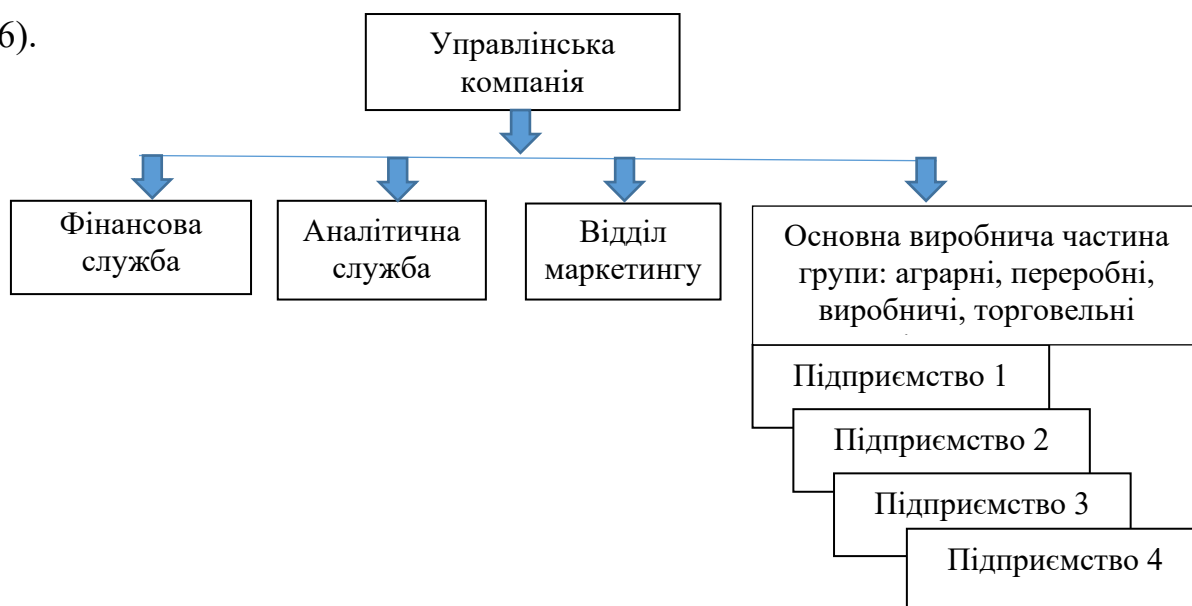 6).
Управлінська
компанія
Фінансова
служба
Аналітична
служба
Відділ
маркетингу
Основна виробнича частина
групи: аграрні, переробні,
виробничі, торговельні
Підприємство 1
Підприємство 2
Підприємство 3
Підприємство 4